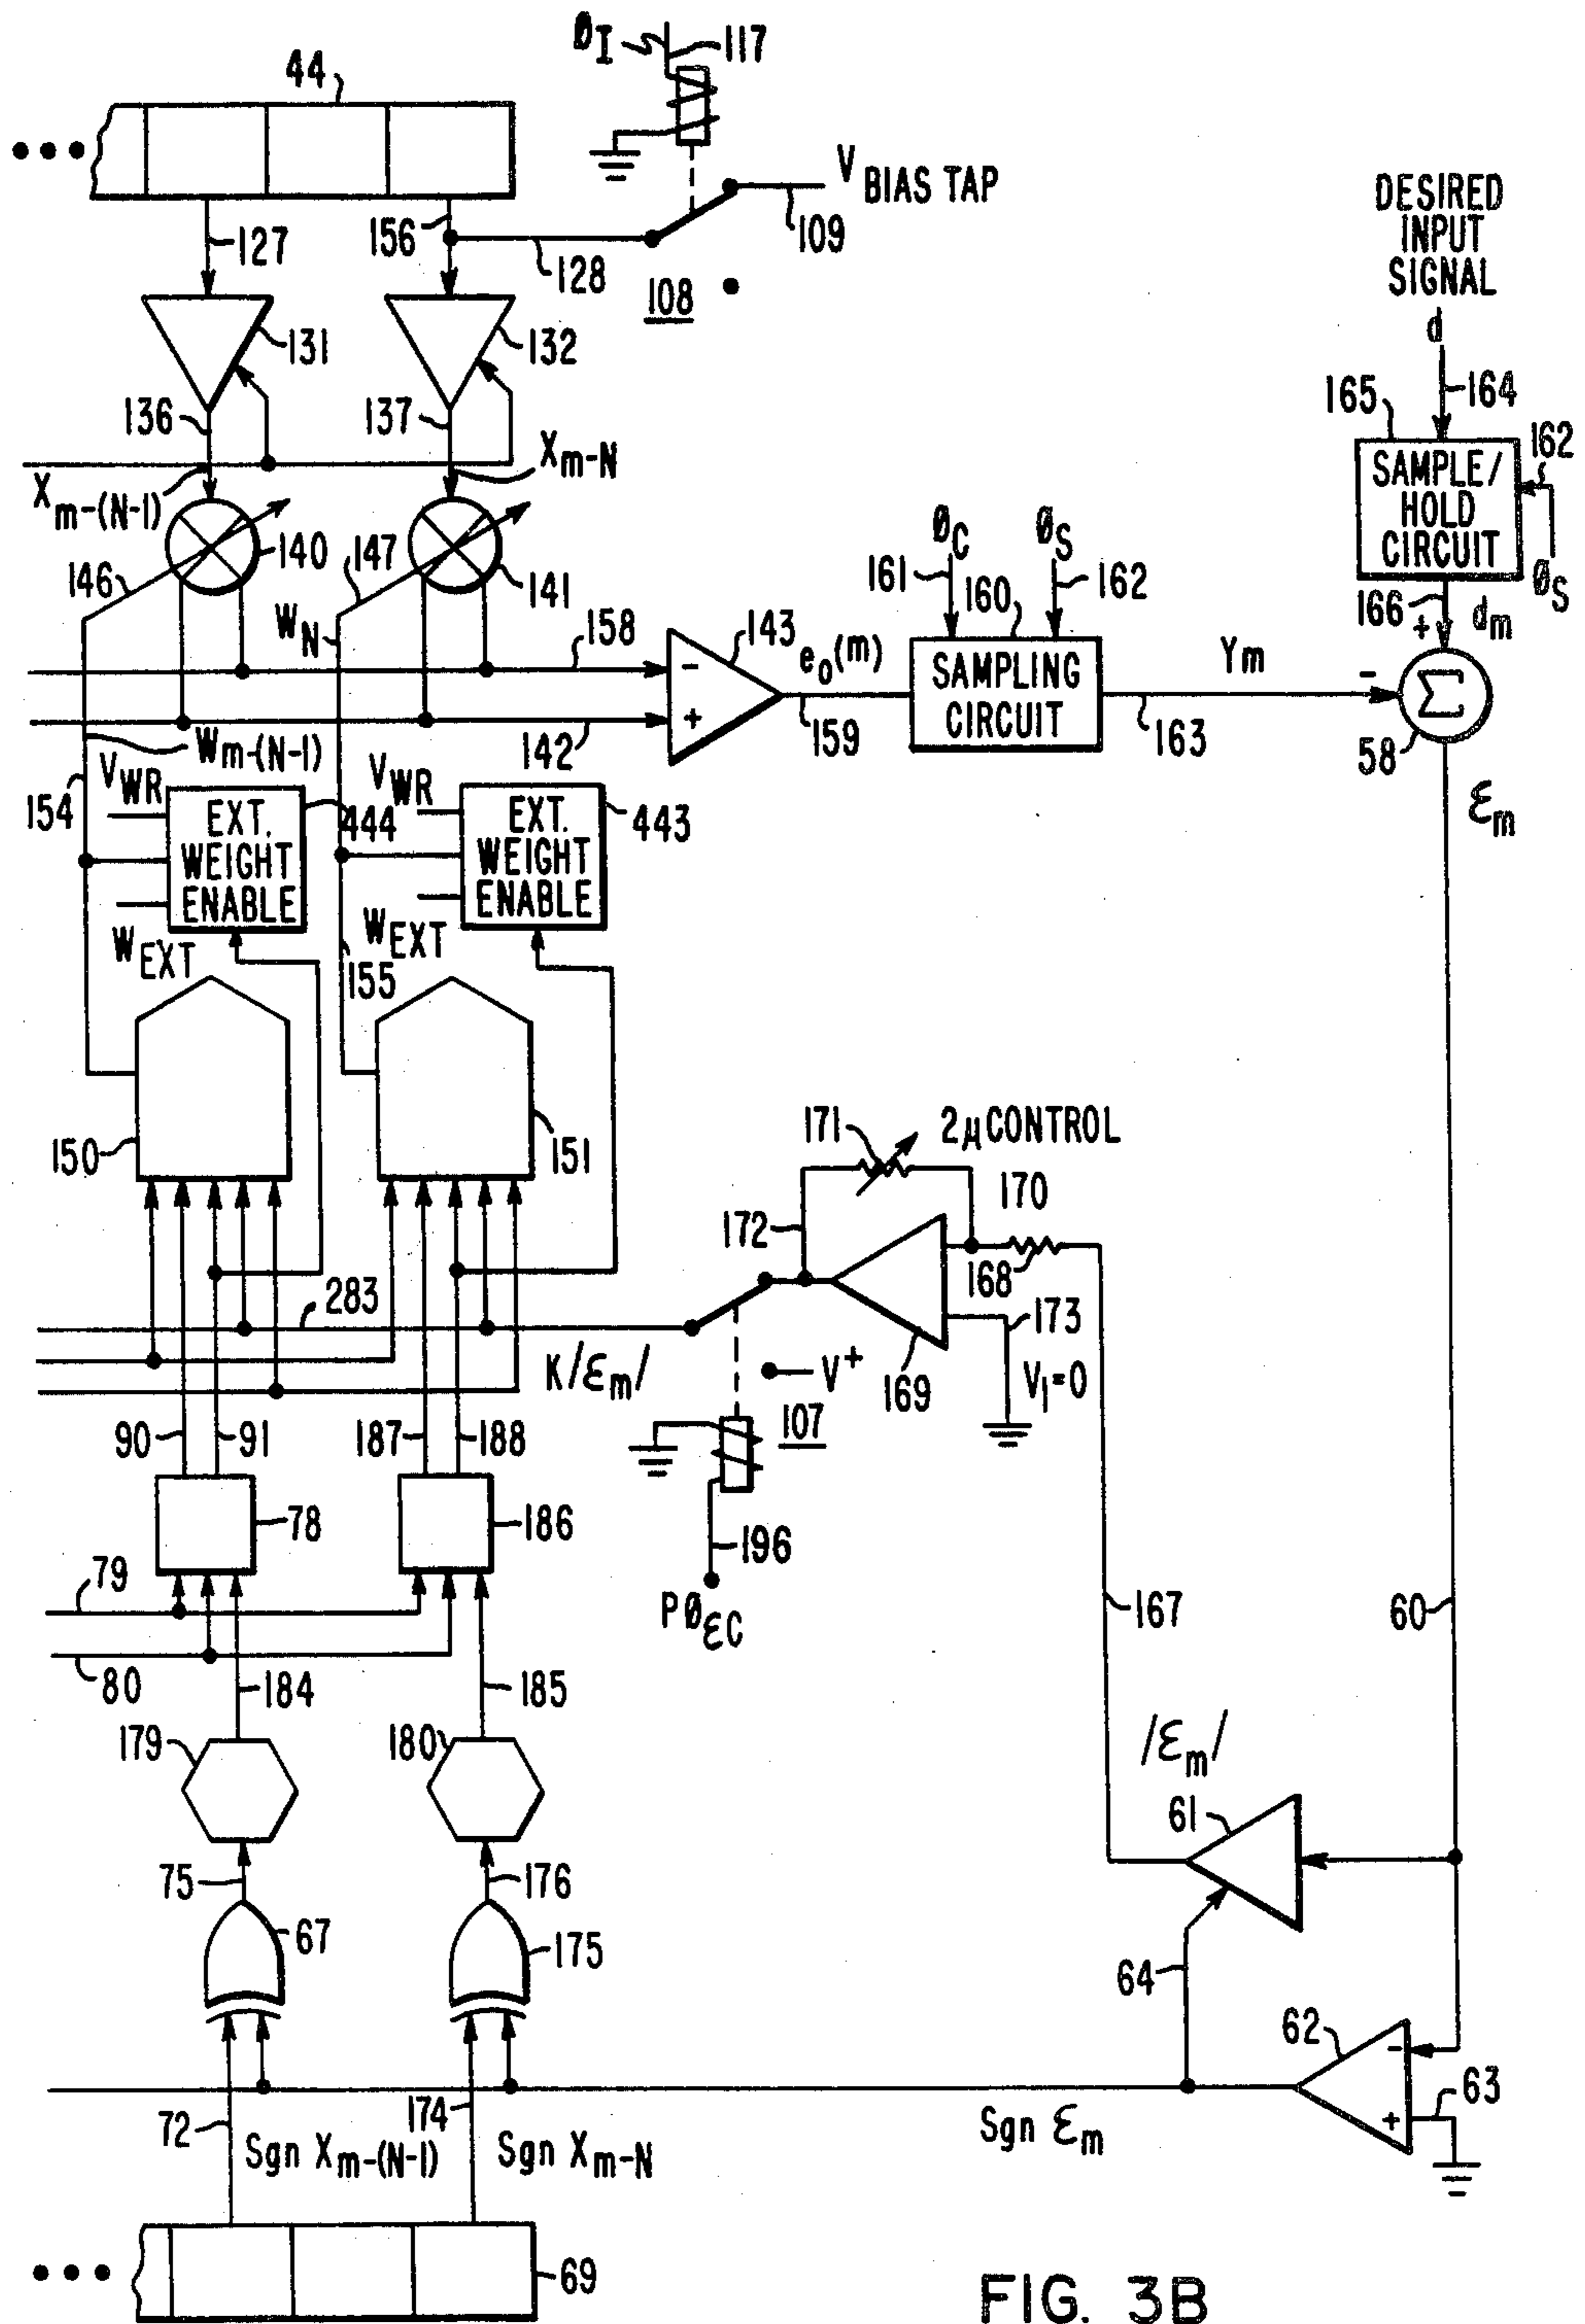 ØI
117
44
V BIAS TAP
109
127
156
128
108
DESIRED
INPUT
SIGNAL
d
164
165
162
SAMPLE/
HOLD
CIRCUIT
ØS
166
+
dm
131
132
136
137
Xm-(N-1)
Xm-N
146
140
147
141
WN
ØC
ØS
161
160
162
158
143
-
+
eo(m)
SAMPLING
CIRCUIT
Ym
-
Σ
58
159
163
142
Wm-(N-1)
154
VWR
EXT.
WEIGHT
ENABLE
444
VWR
EXT.
WEIGHT
ENABLE
443
εm
WEXT
WEXT
155
150
151
171
2μ CONTROL
170
172
168
173
283
169
V1=0
K/εm/
V+
107
90
91
187
188
78
186
196
PØεC
79
80
167
60
184
185
179
180
/εm/
61
75
176
67
175
64
62
-
63
+
72
174
Sgn Xm-(N-1)
Sgn Xm-N
Sgn εm
69
FIG. 3B